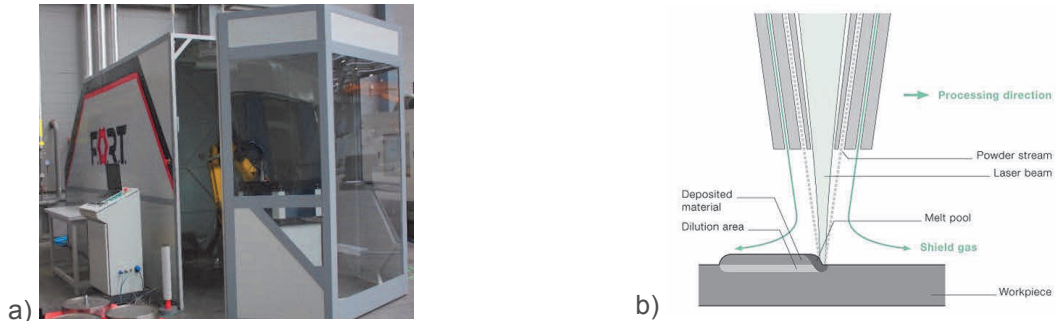 FORT.
a)
Processing direction
Powder stream
Laser beam
Deposited
material
Melt pool
Dilution area
Shield gas
Workpiece
b)